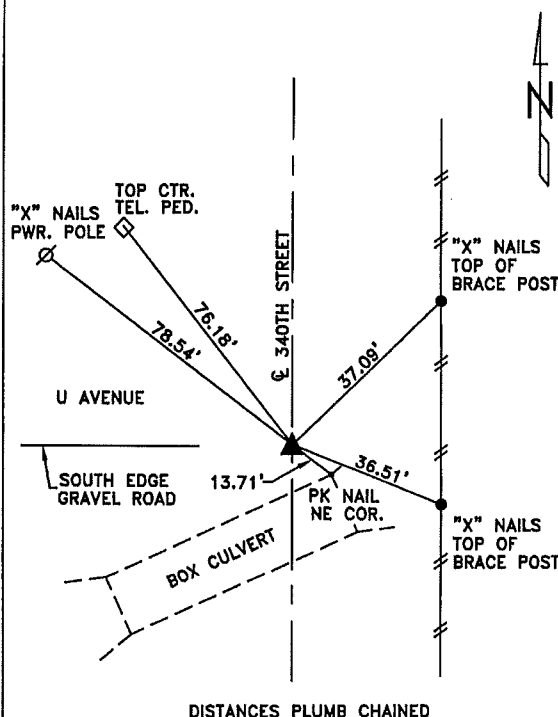 N
TOP CTR.
TEL. PED.
"X" NAILS
PWR. POLE
"X" NAILS
TOP OF
BRACE POST
76.18'
78.54'
℄ 340TH STREET
37.09'
U AVENUE
36.51'
13.71'
SOUTH EDGE
GRAVEL ROAD
PK NAIL
NE COR.
"X" NAILS
TOP OF
BRACE POST
BOX CULVERT
DISTANCES PLUMB CHAINED